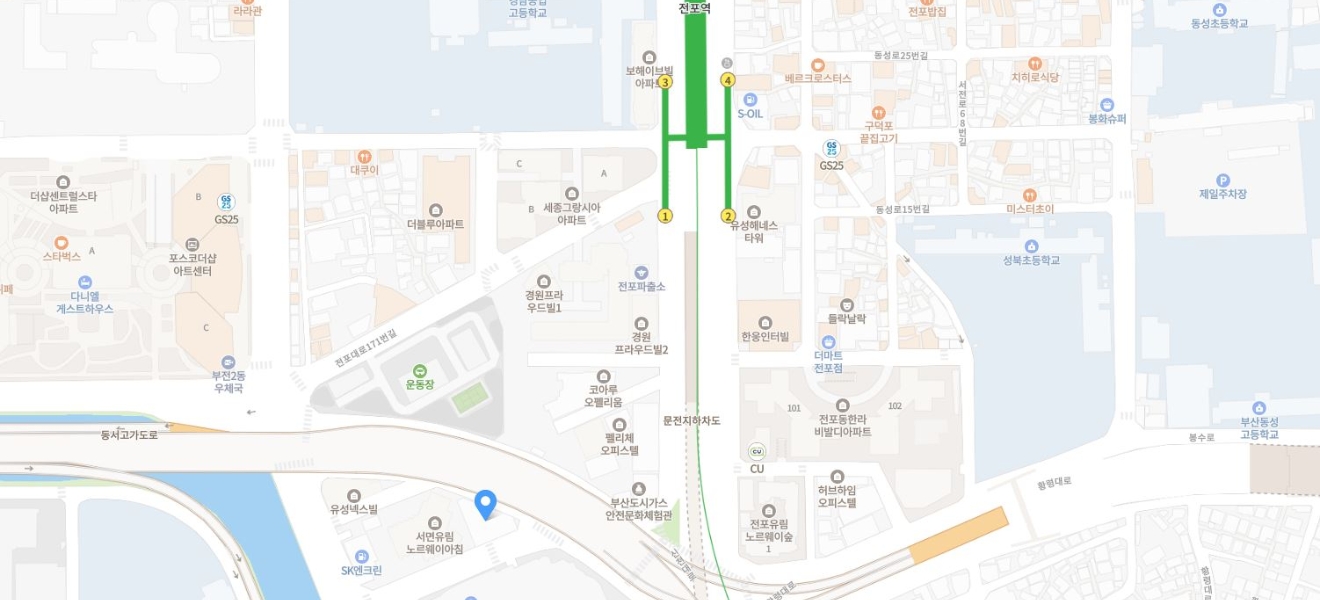 라라관
고등학교
전포역
전포밥집
동성초등학교
보해이브빌
아파트
3
4
베르크로스터스
동성로25번길
치히로식당
S-OIL
구덕포
끝집고기
서전로68번길
봉화슈퍼
대쿠이
C
A
B
GS25
GS25
더샵센트럴스타
아파트
B
GS25
GS25
더블루아파트
세종그랑시아
아파트
1
2
유성해네스
타워
동성로15번길
미스터초이
P
제일주차장
스타벅스
A
포스코더샵
아트센터
성북초등학교
다니엘
게스트하우스
C
경원프라
우드빌1
전포파출소
들락날락
한웅인터빌
경원
프라우드빌2
더마트
전포점
전포대로171번길
부전2동
우체국
운동장
코아루
오펠리움
101
102
전포동한라
비발디아파트
문전지하차도
동서고가도로
펠리체
오피스텔
부산동성
고등학교
봉수로
CU
CU
황령대로
유성넥스빌
부산도시가스
안전문화체험관
허브하임
오피스텔
서면유림
노르웨이아침
전포유림
노르웨이숲
1
SK엔크린
황령대로